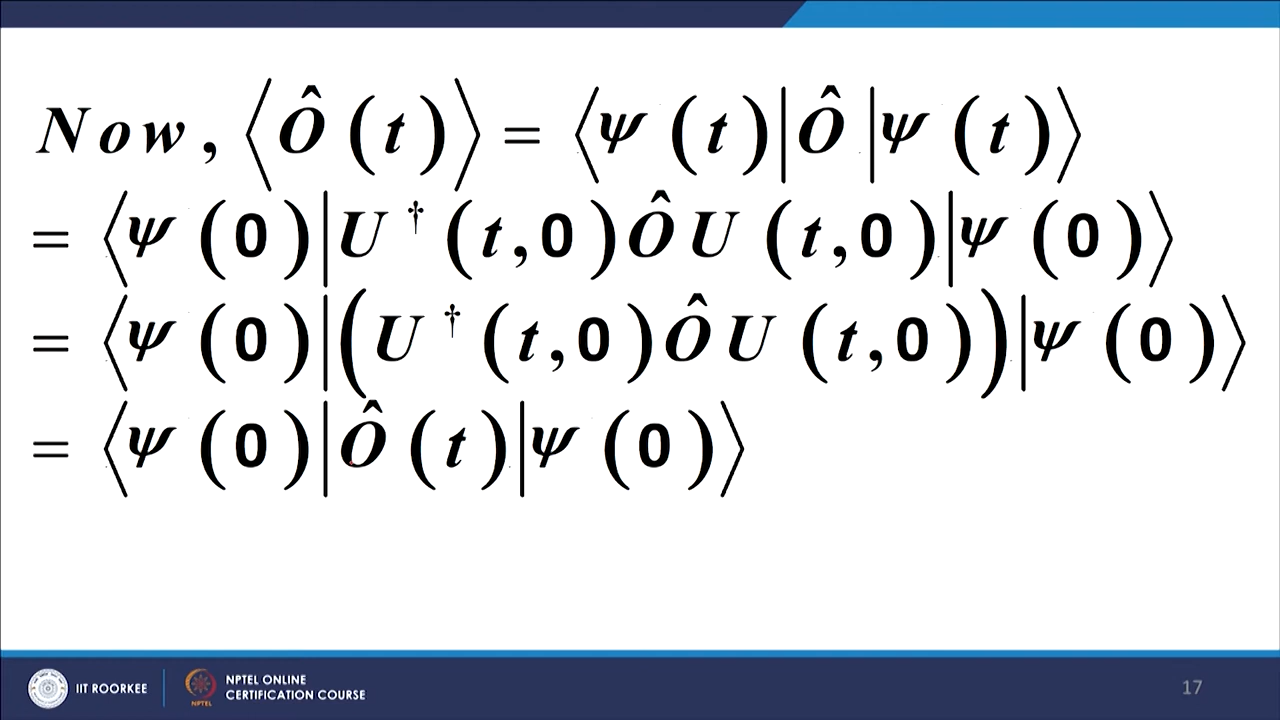 Now, ⟨Ô(t)⟩ = ⟨ψ(t)|Ô|ψ(t)⟩
= ⟨ψ(0)|U†(t,0)ÔU(t,0)|ψ(0)⟩
= ⟨ψ(0)|(U†(t,0)ÔU(t,0))|ψ(0)⟩
= ⟨ψ(0)|Ô(t)|ψ(0)⟩
IIT ROORKEE
NPTEL
NPTEL ONLINE
CERTIFICATION COURSE
17